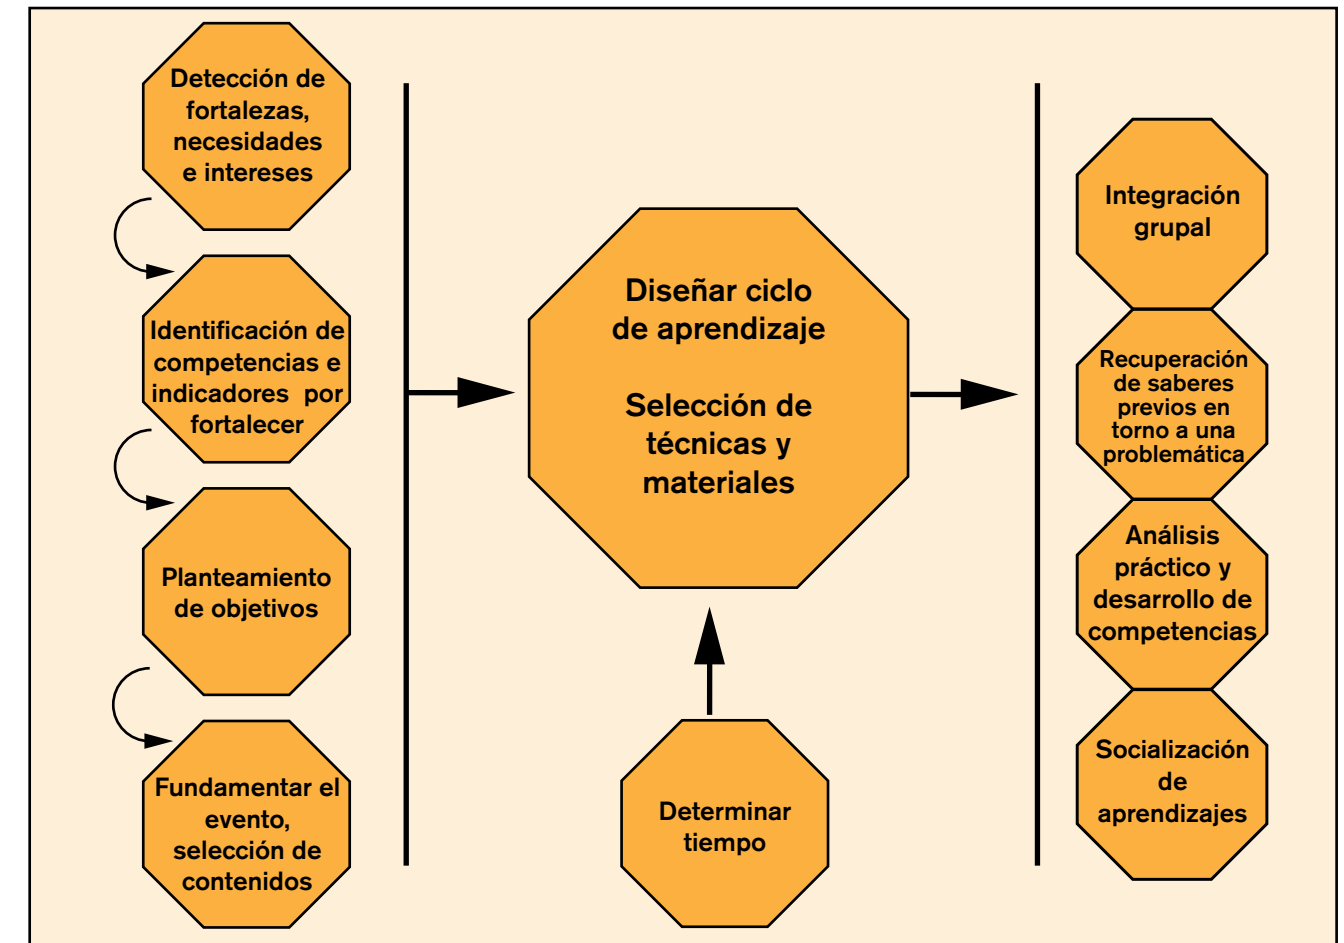 Detección de
fortalezas,
necesidades
e intereses
Identificación de
competencias e
indicadores por
fortalecer
Planteamiento
de objetivos
Fundamentar el
evento,
selección de
contenidos
Diseñar ciclo
de aprendizaje
Selección de
técnicas y
materiales
Determinar
tiempo
Integración
grupal
Recuperación
de saberes
previos en
torno a una
problemática
Análisis
práctico y
desarrollo de
competencias
Socialización
de
aprendizajes